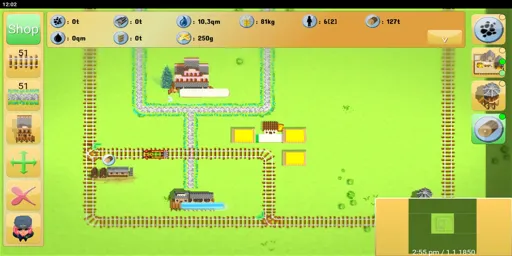 12:02
Shop
: 0t
: 0t
: 10.3qm
: 81kg
: 6(2)
: 127t
: 0qm
: 0t
: 250g
v
51
51
2:55 pm / 1.1.1850